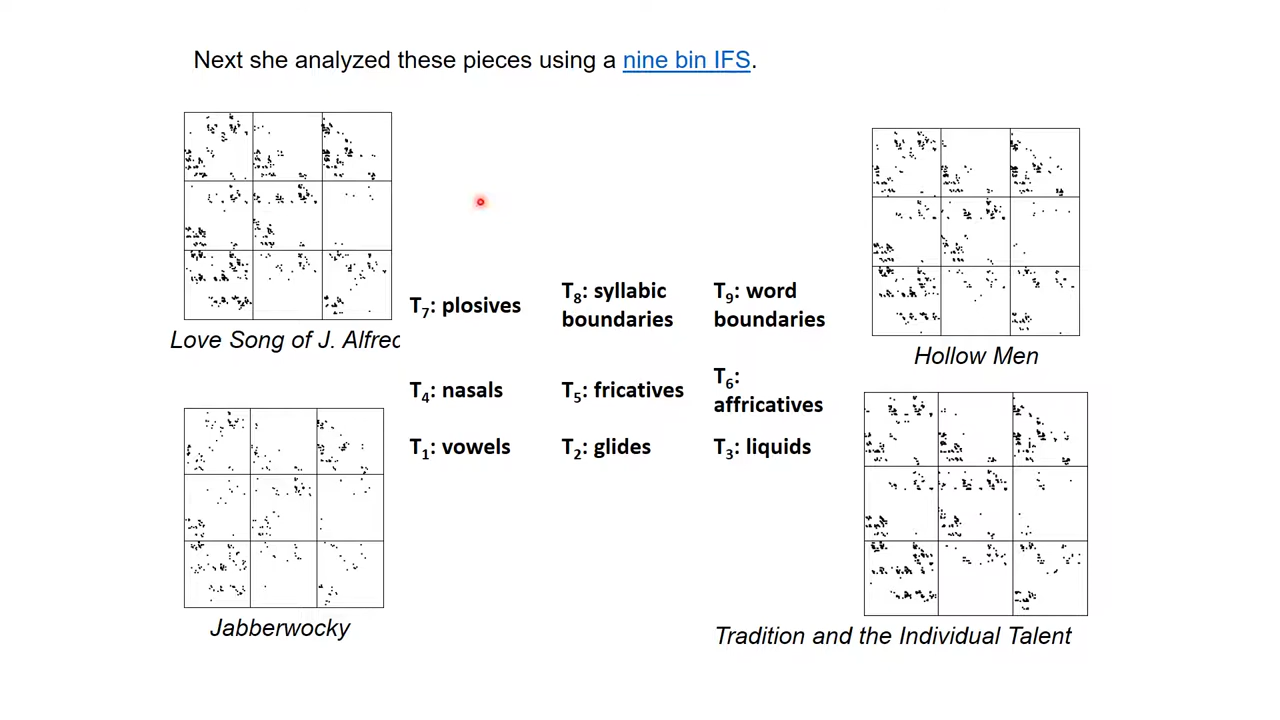 Next she analyzed these pieces using a nine bin IFS.
T7: plosives
T8: syllabic
boundaries
T9: word
boundaries
Love Song of J. Alfred
Hollow Men
T4: nasals
T5: fricatives
T6:
affricatives
T1: vowels
T2: glides
T3: liquids
Jabberwocky
Tradition and the Individual Talent